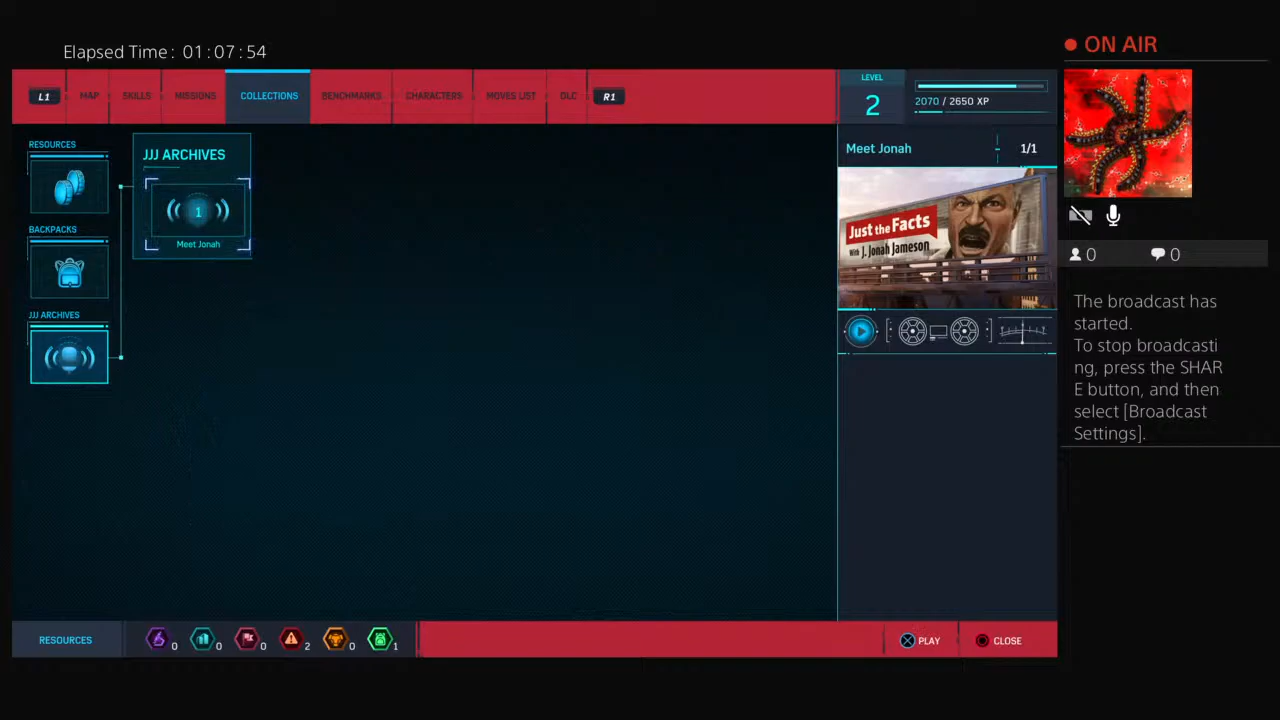 Elapsed Time: 01:07:54
ON AIR
L1
MAP
SKILLS
MISSIONS
COLLECTIONS
BENCHMARKS
CHARACTERS
MOVES LIST
DLC
R1
LEVEL
2
2070 / 2650 XP
RESOURCES
BACKPACKS
JJJ ARCHIVES
JJJ ARCHIVES
1
Meet Jonah
Meet Jonah
1/1
Just the Facts
With J. Jonah Jameson
0
0
The broadcast has
started.
To stop broadcasti
ng, press the SHAR
E button, and then
select [Broadcast
Settings].
RESOURCES
0
0
0
2
0
1
PLAY
CLOSE